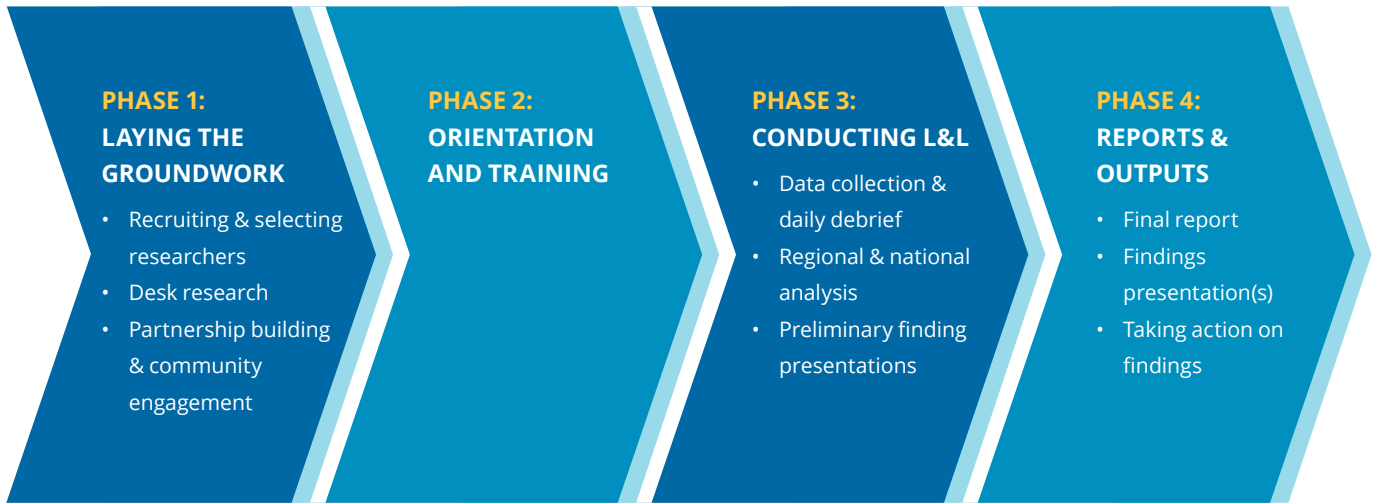 PHASE 1:
LAYING THE
GROUNDWORK
• Recruiting & selecting
researchers
• Desk research
• Partnership building
& community
engagement
PHASE 2:
ORIENTATION
AND TRAINING
PHASE 3:
CONDUCTING L&L
• Data collection &
daily debrief
• Regional & national
analysis
• Preliminary finding
presentations
PHASE 4:
REPORTS &
OUTPUTS
• Final report
• Findings
presentation(s)
• Taking action on
findings